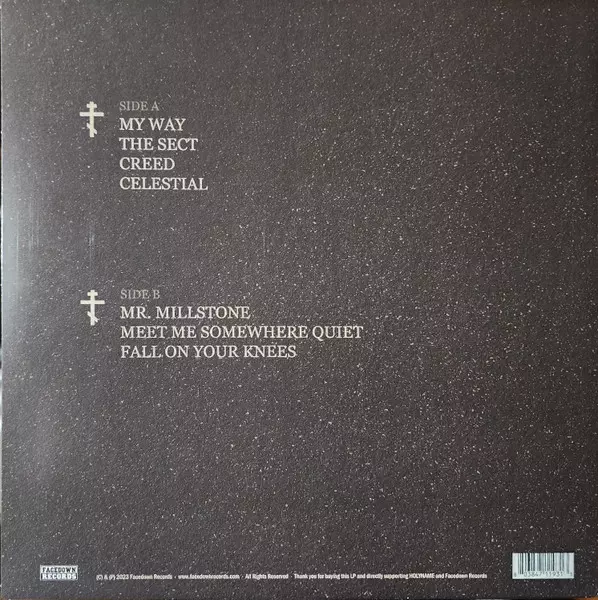 SIDE A
MY WAY
THE SECT
CREED
CELESTIAL
SIDE B
MR. MILLSTONE
MEET ME SOMEWHERE QUIET
FALL ON YOUR KNEES
FACEDOWN
RECORDS
(C) & (P) 2023 Facedown Records · www.facedownrecords.com · All Rights Reserved · Thank you for buying this LP and directly supporting HOLYNAME and Facedown Records